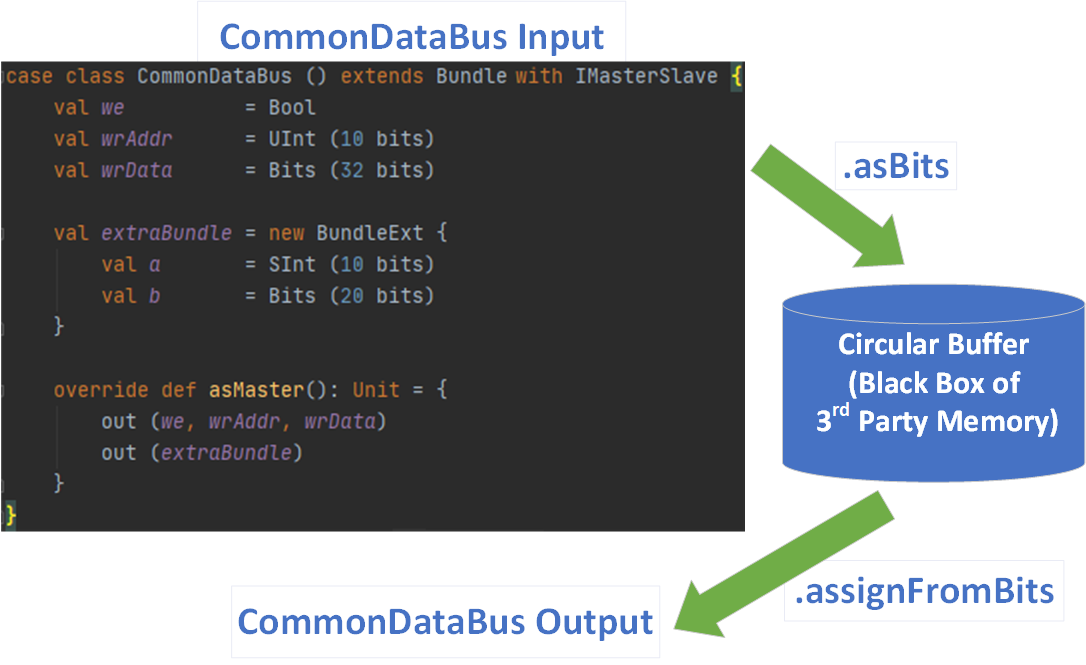 CommonDataBus Input
case class CommonDataBus () extends Bundle with IMasterSlave {
    val we          = Bool
    val wrAddr      = UInt (10 bits)
    val wrData      = Bits (32 bits)
    val extraBundle = new BundleExt {
        val a       = SInt (10 bits)
        val b       = Bits (20 bits)
    }
    override def asMaster(): Unit = {
        out (we, wrAddr, wrData)
        out (extraBundle)
    }
}
.asBits
Circular Buffer
(Black Box of
3rd Party Memory)
.assignFromBits
CommonDataBus Output